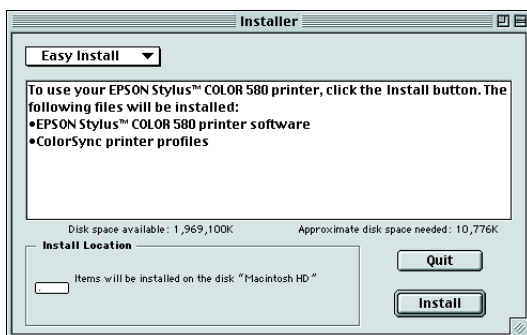 Installer
Easy Install
To use your EPSON Stylus™ COLOR 580 printer, click the Install button. The
following files will be installed:
•EPSON Stylus™ COLOR 580 printer software
•ColorSync printer profiles
Disk space available: 1,969,100K
Approximate disk space needed: 10,776K
Install Location
Items will be installed on the disk "Macintosh HD"
Quit
Install